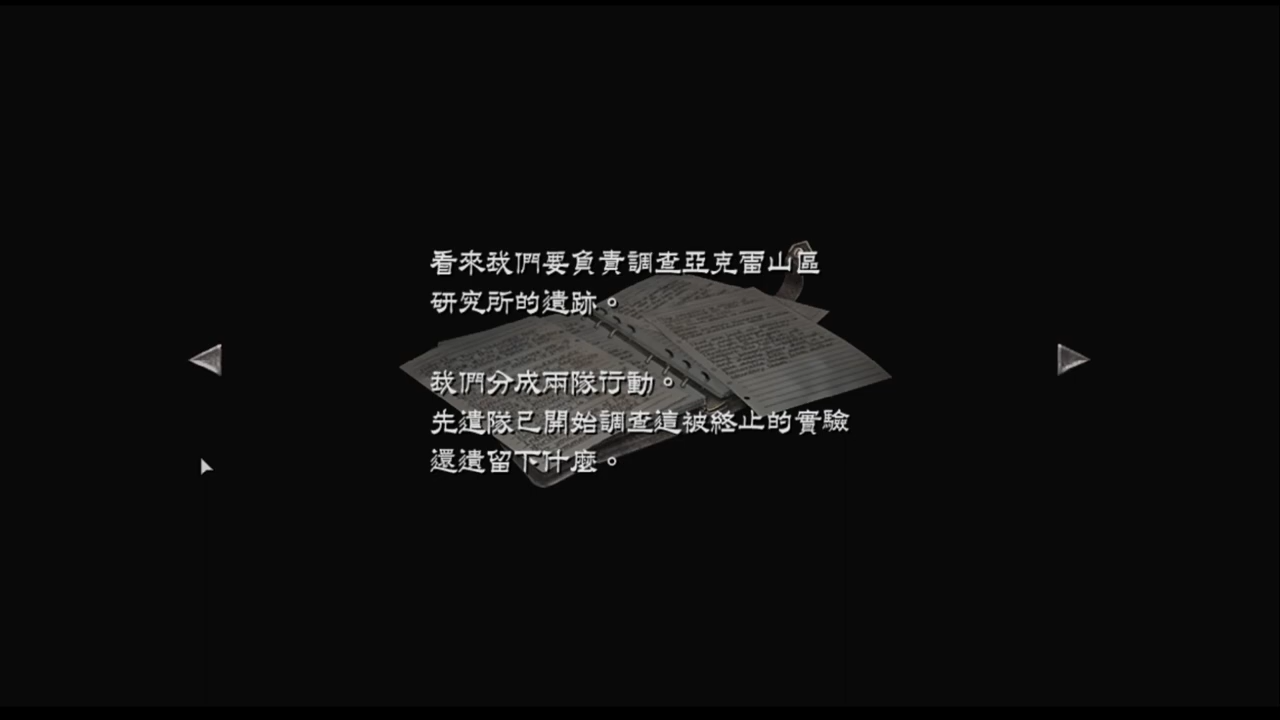 看來我們要負責調查亞克雷山區
研究所的遺跡。
我們分成兩隊行動。
先遣隊已開始調查這被終止的實驗
還遺留下什麼。